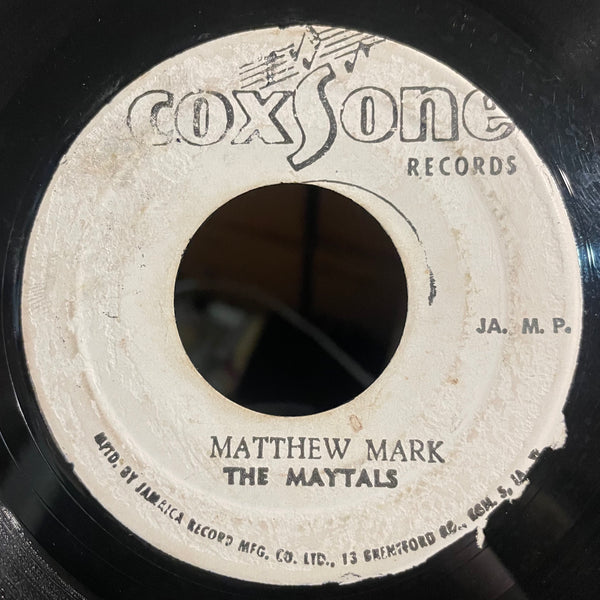 coxSone
RECORDS
JA. M. P.
MATTHEW MARK
THE MAYTALS
MFTD. BY JAMAICA RECORD MFG. CO. LTD., 13 BRENTFORD RD., KGN. 5, JA.